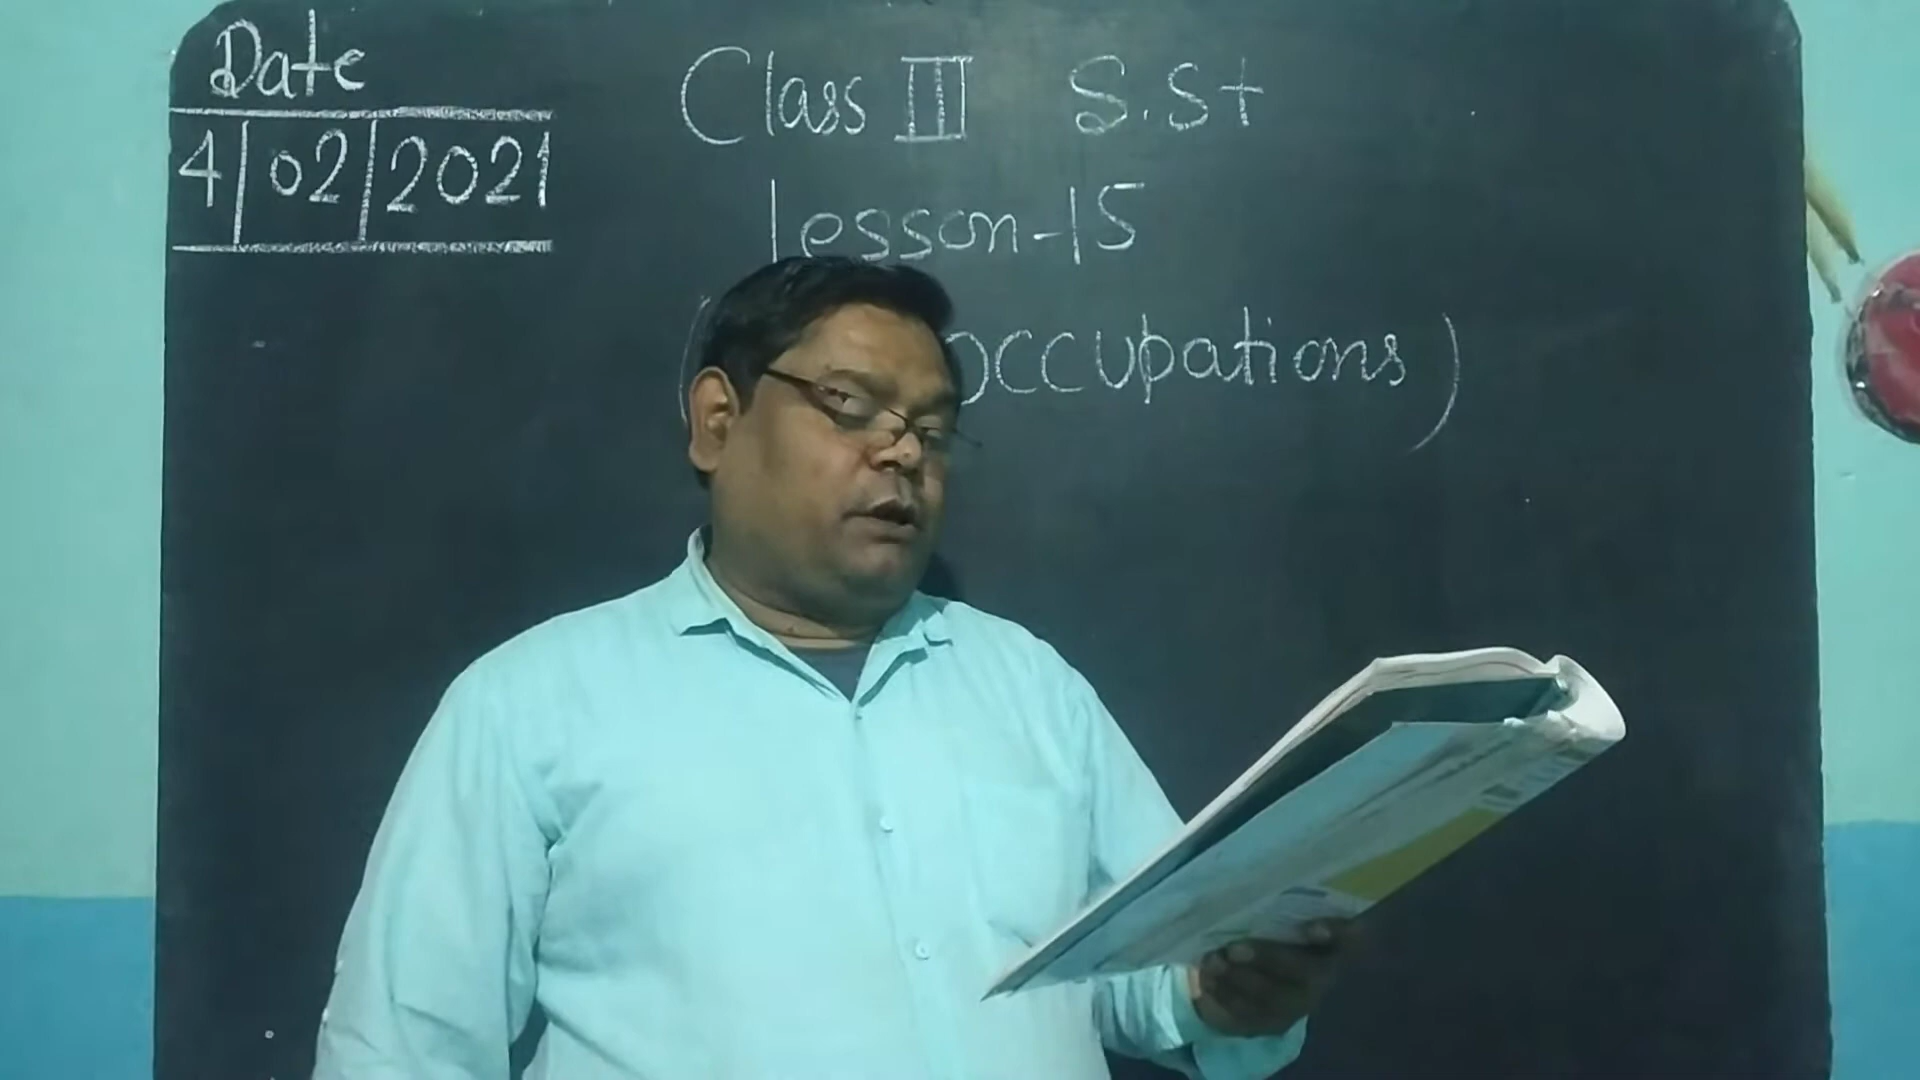 Date
4|02|2021
Class III S.St
lesson-15
( occupations)